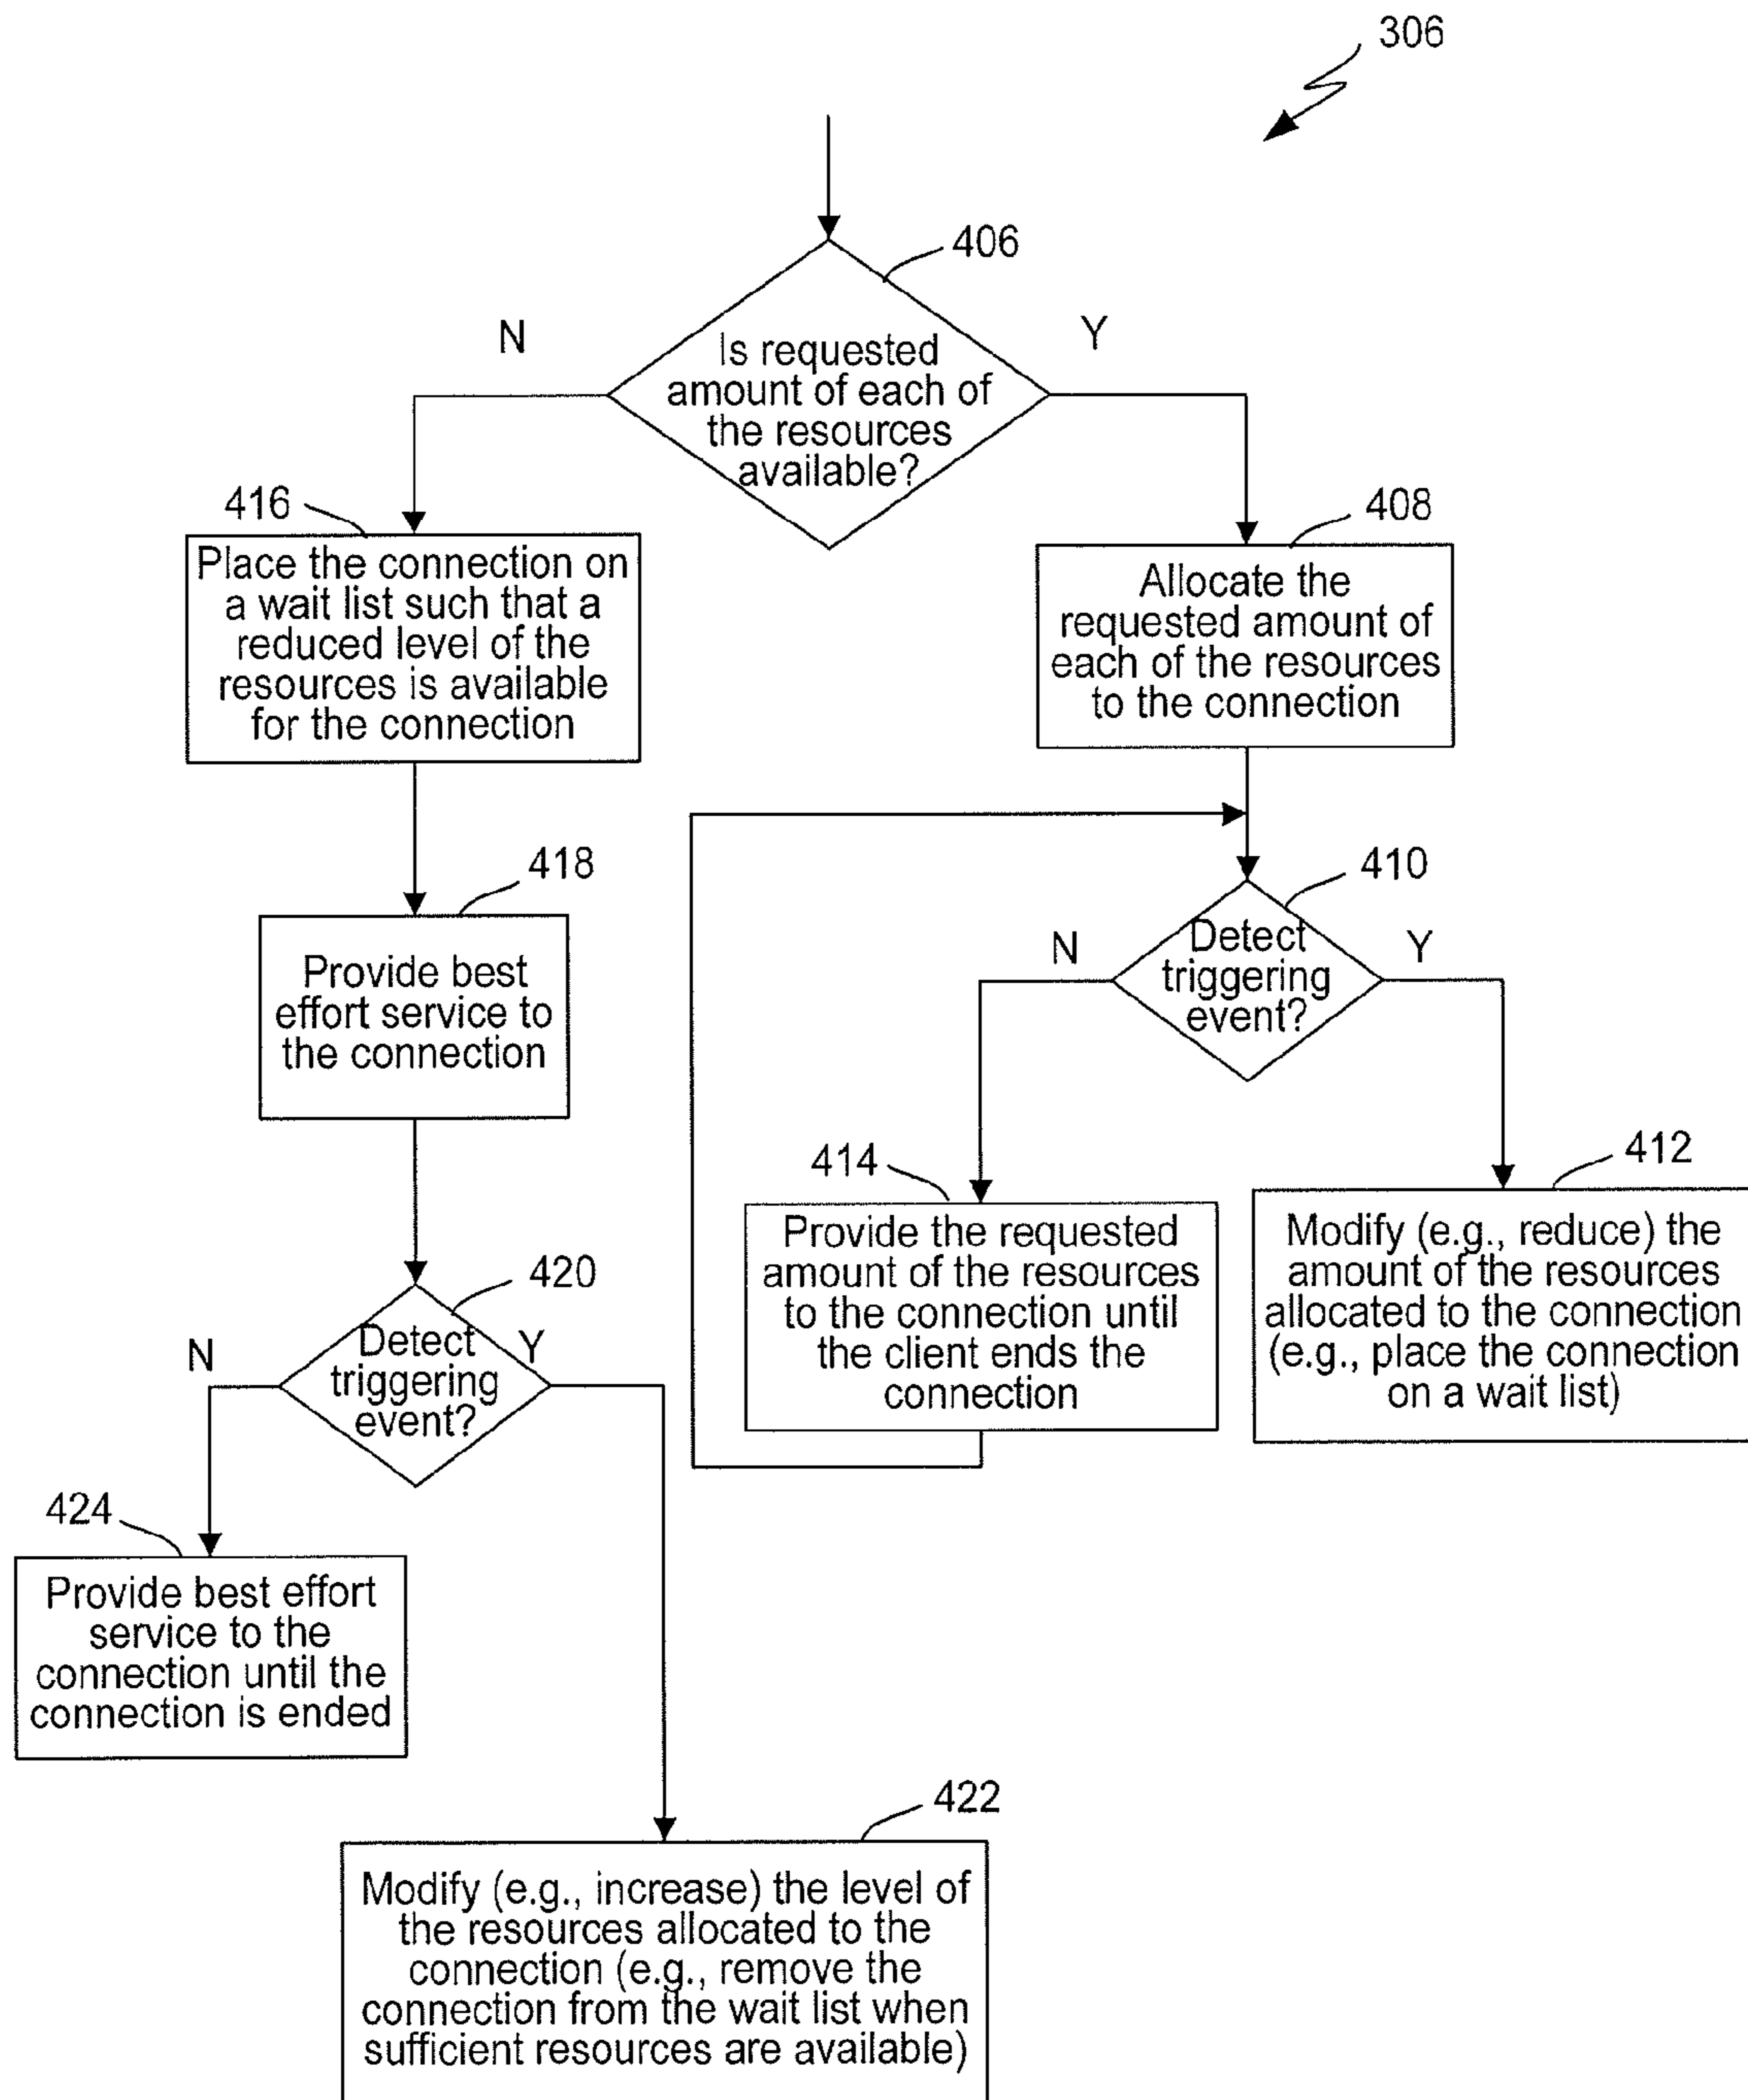 306
406
N
Y
Is requested
amount of each of
the resources
available?
416
Place the connection on
a wait list such that a
reduced level of the
resources is available
for the connection
408
Allocate the
requested amount of
each of the resources
to the connection
418
Provide best
effort service to
the connection
410
N
Y
Detect
triggering
event?
414
Provide the requested
amount of the resources
to the connection until
the client ends the
connection
412
Modify (e.g., reduce) the
amount of the resources
allocated to the connection
(e.g., place the connection
on a wait list)
420
N
Y
Detect
triggering
event?
424
Provide best effort
service to the
connection until the
connection is ended
422
Modify (e.g., increase) the level of
the resources allocated to the
connection (e.g., remove the
connection from the wait list when
sufficient resources are available)